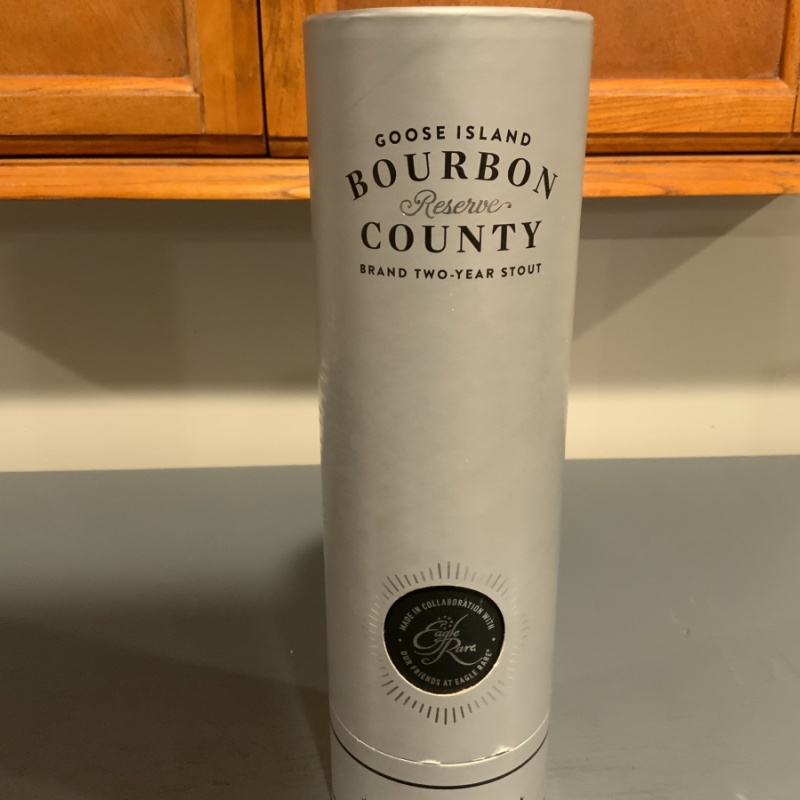 GOOSE ISLAND
BOURBON
Reserve
COUNTY
BRAND TWO-YEAR STOUT
MADE IN COLLABORATION WITH
Eagle
Rare
OUR FRIENDS AT EAGLE RARE®